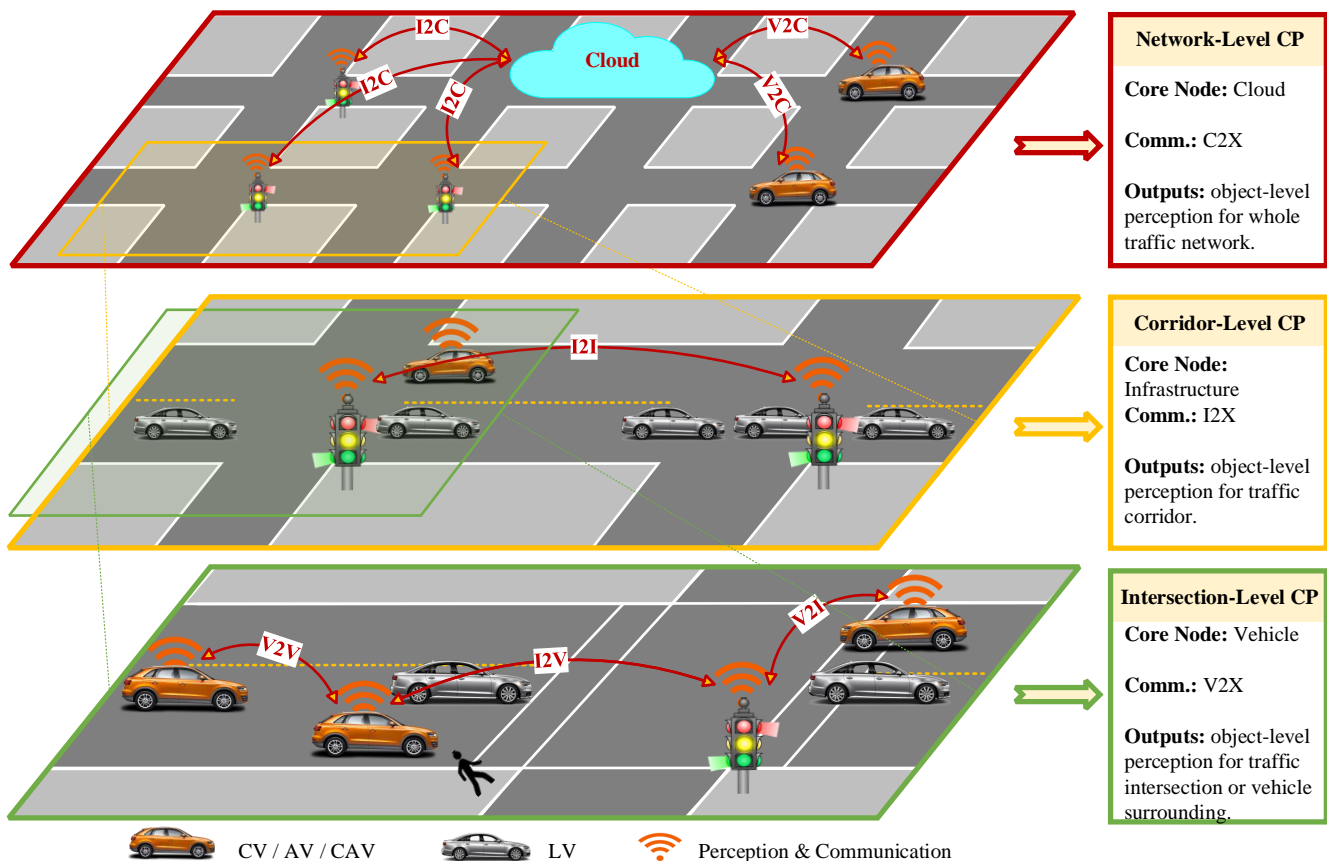 I2C
V2C
Cloud
I2C
I2C
V2C
Network-Level CP
Core Node: Cloud
Comm.: C2X
Outputs: object-level
perception for whole
traffic network.
I2I
Corridor-Level CP
Core Node:
Infrastructure
Comm.: I2X
Outputs: object-level
perception for traffic
corridor.
V2V
I2V
V2I
Intersection-Level CP
Core Node: Vehicle
Comm.: V2X
Outputs: object-level
perception for traffic
intersection or vehicle
surrounding.
CV / AV / CAV
LV
Perception & Communication